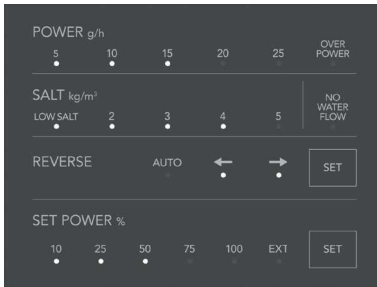 POWER g/h
5 10 15 20 25 OVER POWER
SALT kg/m³
LOW SALT 2 3 4 5 NO WATER FLOW
REVERSE AUTO ← → SET
SET POWER %
10 25 50 75 100 EXT SET